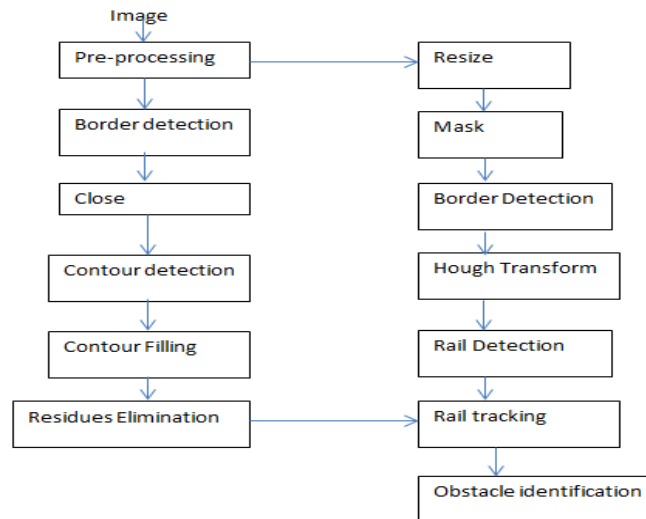 Image
Pre-processing
Resize
Border detection
Mask
Close
Border Detection
Contour detection
Hough Transform
Contour Filling
Rail Detection
Residues Elimination
Rail tracking
Obstacle identification